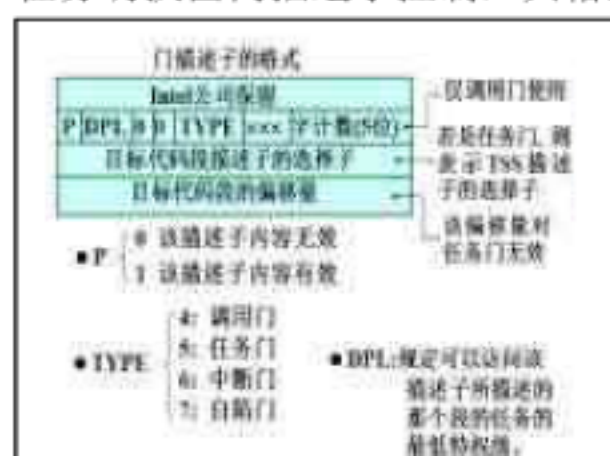 门描述子的格式
Intel公司保留
P DPL 0 0 TYPE ××× 字计数(5位)
目标代码段描述子的选择子
目标代码段的偏移量
仅调用门使用
若是任务门,则
表示TSS描述
子的选择子
该偏移量对
任务门无效
■P
0 该描述子内容无效
1 该描述子内容有效
■TYPE
4: 调用门
5: 任务门
6: 中断门
7: 自陷门
■DPL:规定可以访问该
描述子所描述的
那个段的任务的
最低特权级。